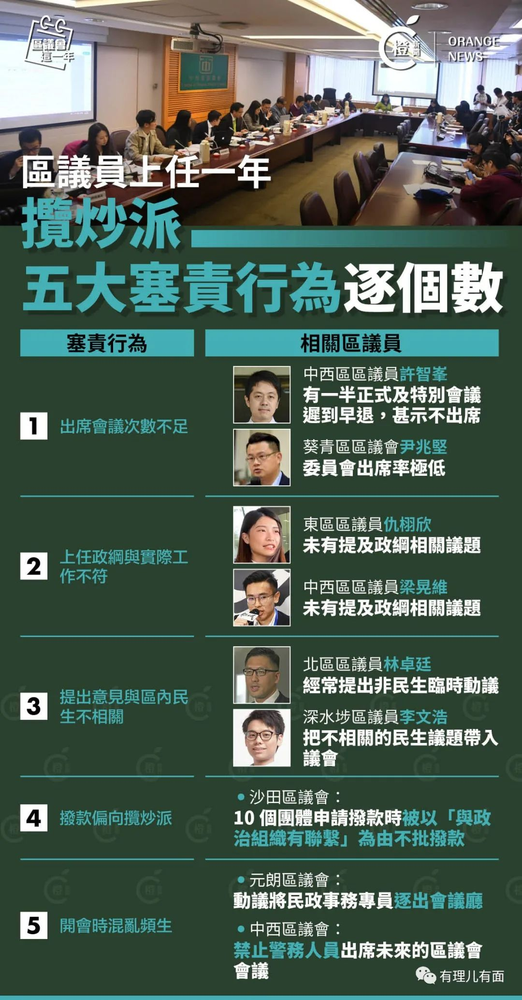 區議會
這一年
橙新聞
ORANGE
NEWS
區議員上任一年
攬炒派
五大塞責行為逐個數
塞責行為
相關區議員
1
出席會議次數不足
中西區區議員許智峯
有一半正式及特別會議
遲到早退，甚示不出席
葵青區區議會尹兆堅
委員會出席率極低
2
上任政綱與實際工
作不符
東區區議員仇栩欣
未有提及政綱相關議題
中西區區議員梁晃維
未有提及政綱相關議題
3
提出意見與區內民
生不相關
北區區議員林卓廷
經常提出非民生臨時動議
深水埗區議員李文浩
把不相關的民生議題帶入
議會
4
撥款偏向攬炒派
•沙田區議會：
10 個團體申請撥款時被以「與政
治組織有聯繫」為由不批撥款
5
開會時混亂頻生
•元朗區議會：
動議將民政事務專員逐出會議廳
•中西區議會：
禁止警務人員出席未來的區議會
會議
有理儿有面